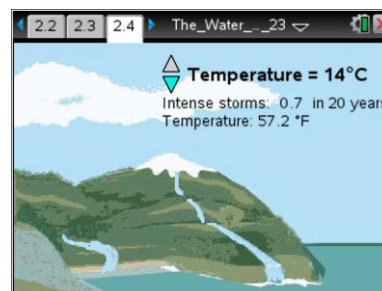 2.2 2.3 2.4 The_Water_..._23
Temperature = 14°C
Intense storms: 0.7 in 20 years
Temperature: 57.2 °F